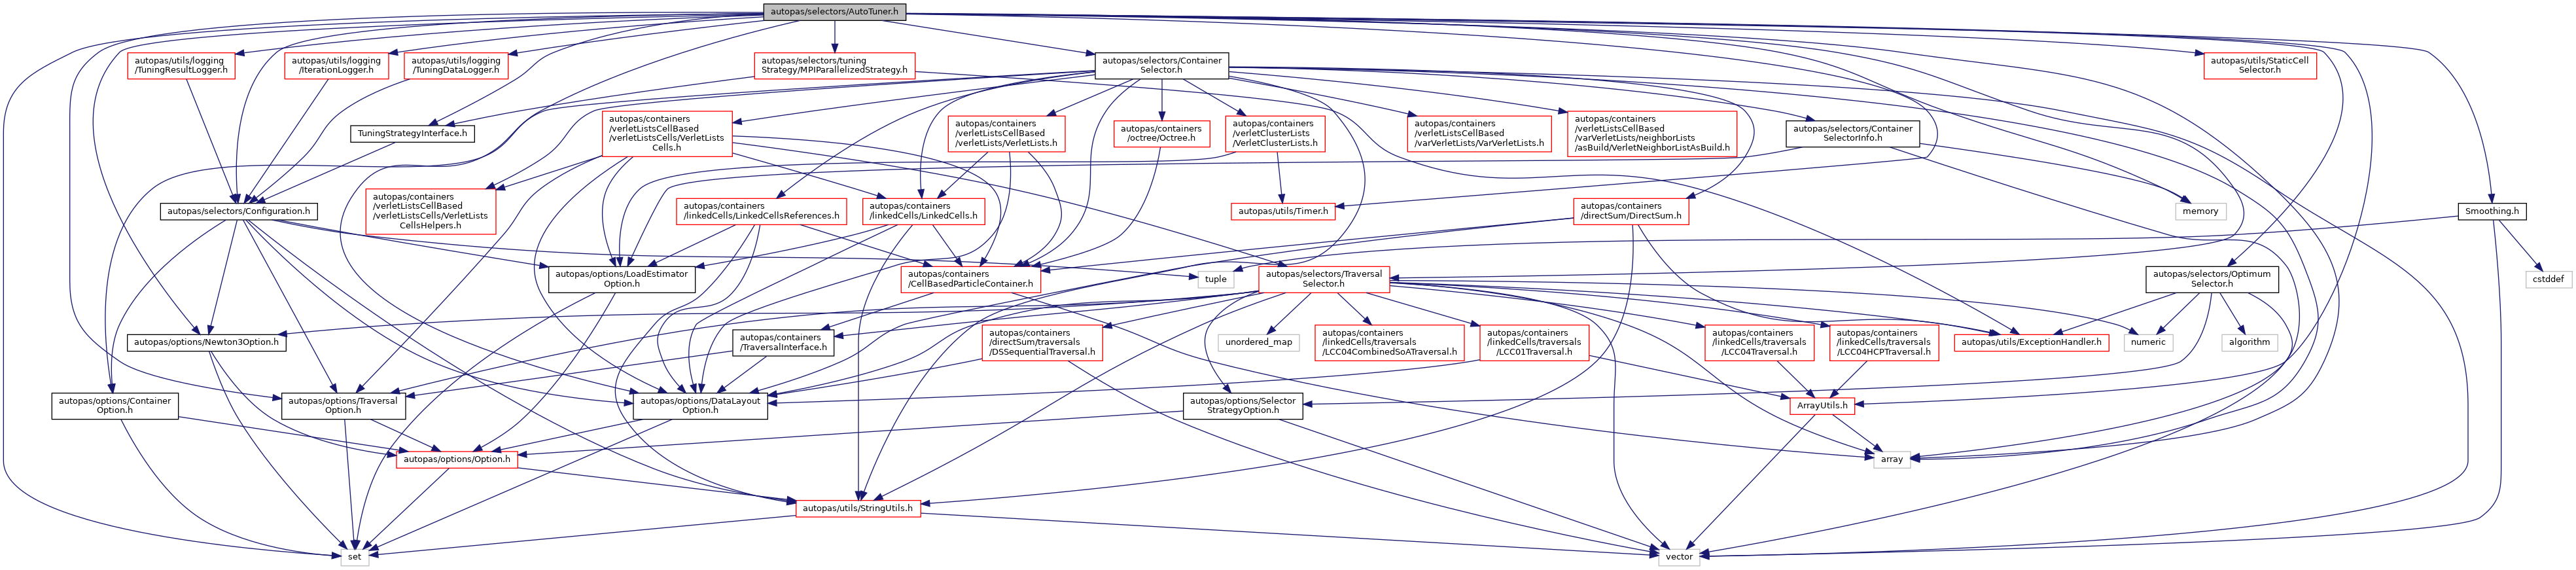 autopas/selectors/AutoTuner.h
autopas/utils/logging
/TuningResultLogger.h
autopas/utils/logging
/IterationLogger.h
autopas/utils/logging
/TuningDataLogger.h
autopas/selectors/tuning
Strategy/MPIParallelizedStrategy.h
autopas/selectors/Container
Selector.h
autopas/utils/StaticCell
Selector.h
TuningStrategyInterface.h
autopas/containers
/verletListsCellBased
/verletListsCells/VerletLists
Cells.h
autopas/containers
/verletListsCellBased
/verletLists/VerletLists.h
autopas/containers
/octree/Octree.h
autopas/containers
/verletClusterLists
/VerletClusterLists.h
autopas/containers
/verletListsCellBased
/varVerletLists/VarVerletLists.h
autopas/containers
/verletListsCellBased
/varVerletLists/neighborLists
/asBuild/VerletNeighborListAsBuild.h
autopas/selectors/Container
SelectorInfo.h
autopas/selectors/Configuration.h
autopas/containers
/verletListsCellBased
/verletListsCells/VerletLists
CellsHelpers.h
autopas/containers
/linkedCells/LinkedCellsReferences.h
autopas/containers
/linkedCells/LinkedCells.h
autopas/utils/Timer.h
autopas/containers
/directSum/DirectSum.h
memory
Smoothing.h
autopas/options/LoadEstimator
Option.h
autopas/containers
/CellBasedParticleContainer.h
tuple
autopas/selectors/Traversal
Selector.h
autopas/selectors/Optimum
Selector.h
cstddef
autopas/options/Newton3Option.h
autopas/containers
/TraversalInterface.h
autopas/containers
/directSum/traversals
/DSSequentialTraversal.h
unordered_map
autopas/containers
/linkedCells/traversals
/LCC04CombinedSoATraversal.h
autopas/containers
/linkedCells/traversals
/LCC01Traversal.h
autopas/containers
/linkedCells/traversals
/LCC04Traversal.h
autopas/containers
/linkedCells/traversals
/LCC04HCPTraversal.h
autopas/utils/ExceptionHandler.h
numeric
algorithm
autopas/options/Container
Option.h
autopas/options/Traversal
Option.h
autopas/options/DataLayout
Option.h
autopas/options/Selector
StrategyOption.h
ArrayUtils.h
autopas/options/Option.h
array
autopas/utils/StringUtils.h
set
vector